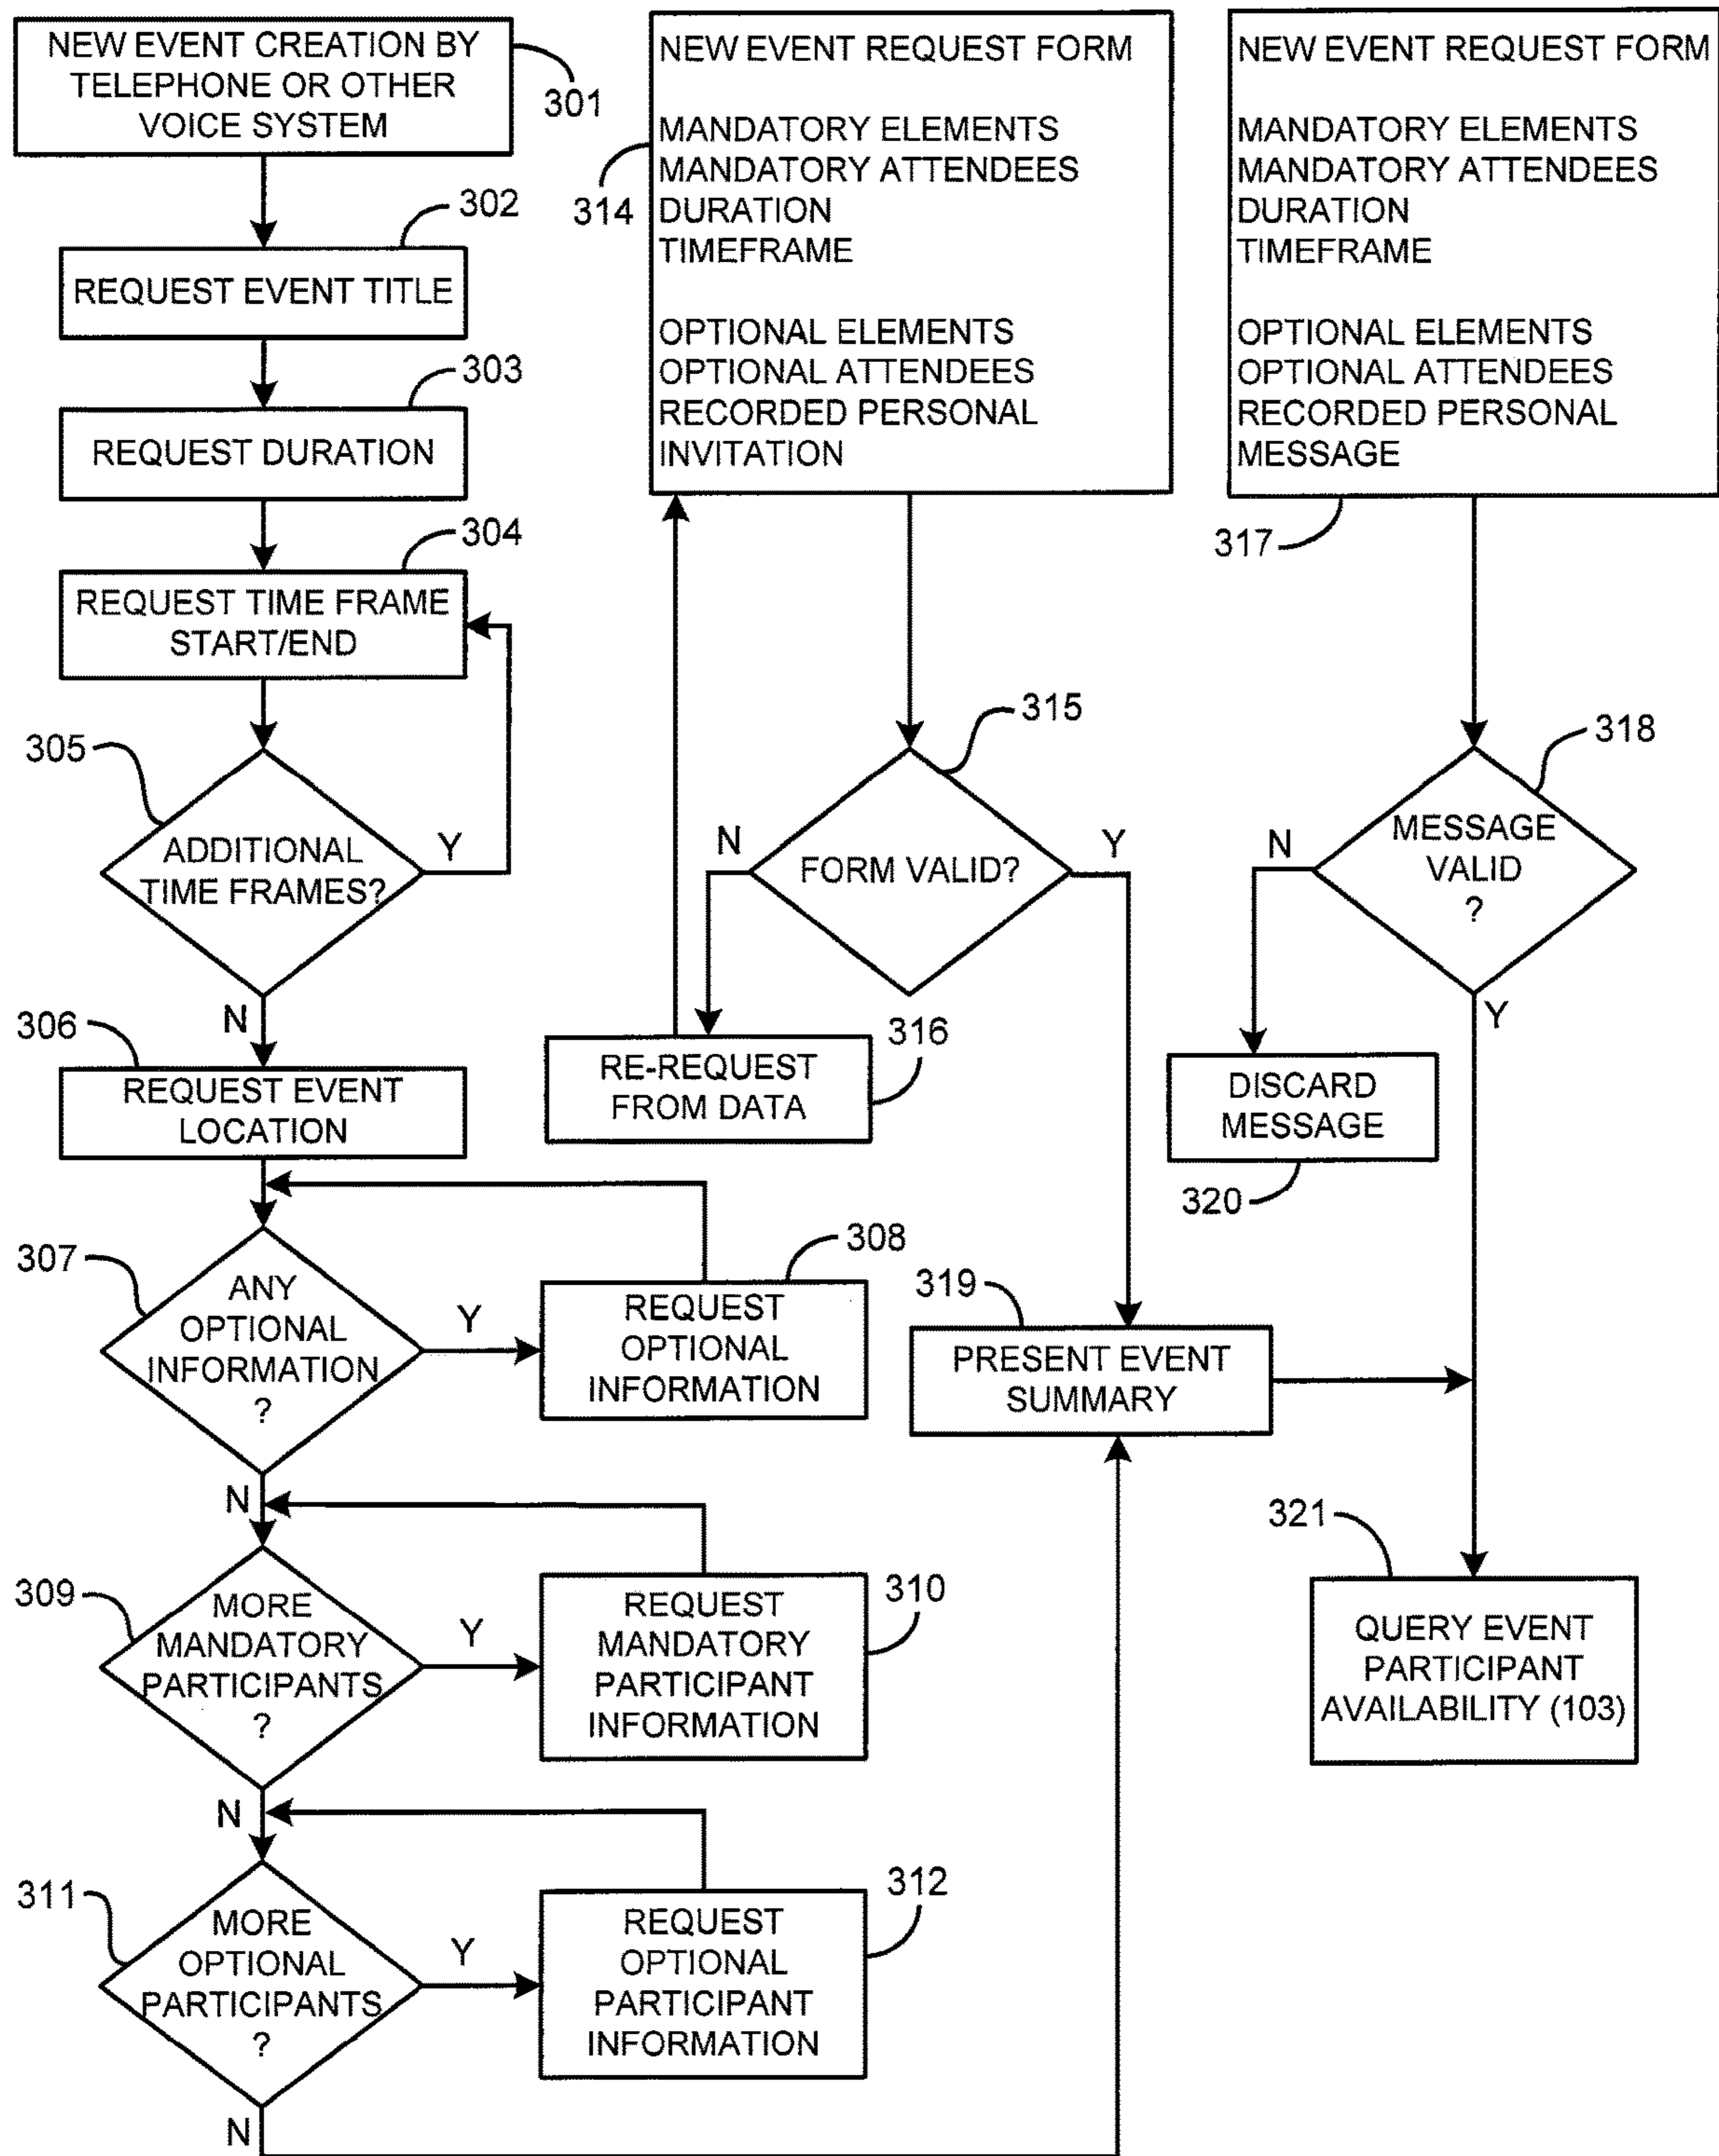 NEW EVENT CREATION BY
TELEPHONE OR OTHER
VOICE SYSTEM
301
302
REQUEST EVENT TITLE
303
REQUEST DURATION
304
REQUEST TIME FRAME
START/END
305
ADDITIONAL
TIME FRAMES?
Y
N
306
REQUEST EVENT
LOCATION
307
ANY
OPTIONAL
INFORMATION
?
Y
308
REQUEST
OPTIONAL
INFORMATION
N
309
MORE
MANDATORY
PARTICIPANTS
?
Y
310
REQUEST
MANDATORY
PARTICIPANT
INFORMATION
N
311
MORE
OPTIONAL
PARTICIPANTS
?
Y
312
REQUEST
OPTIONAL
PARTICIPANT
INFORMATION
N
NEW EVENT REQUEST FORM
MANDATORY ELEMENTS
MANDATORY ATTENDEES
314
DURATION
TIMEFRAME
OPTIONAL ELEMENTS
OPTIONAL ATTENDEES
RECORDED PERSONAL
INVITATION
315
FORM VALID?
N
Y
316
RE-REQUEST
FROM DATA
319
PRESENT EVENT
SUMMARY
NEW EVENT REQUEST FORM
MANDATORY ELEMENTS
MANDATORY ATTENDEES
DURATION
TIMEFRAME
OPTIONAL ELEMENTS
OPTIONAL ATTENDEES
RECORDED PERSONAL
MESSAGE
317
318
MESSAGE
VALID
?
N
Y
DISCARD
MESSAGE
320
321
QUERY EVENT
PARTICIPANT
AVAILABILITY (103)